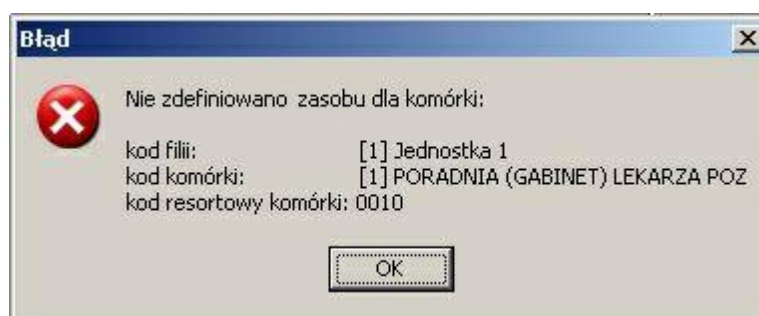 Błąd
Nie zdefiniowano zasobu dla komórki:
kod filii: [1] Jednostka 1
kod komórki: [1] PORADNIA (GABINET) LEKARZA POZ
kod resortowy komórki: 0010
OK